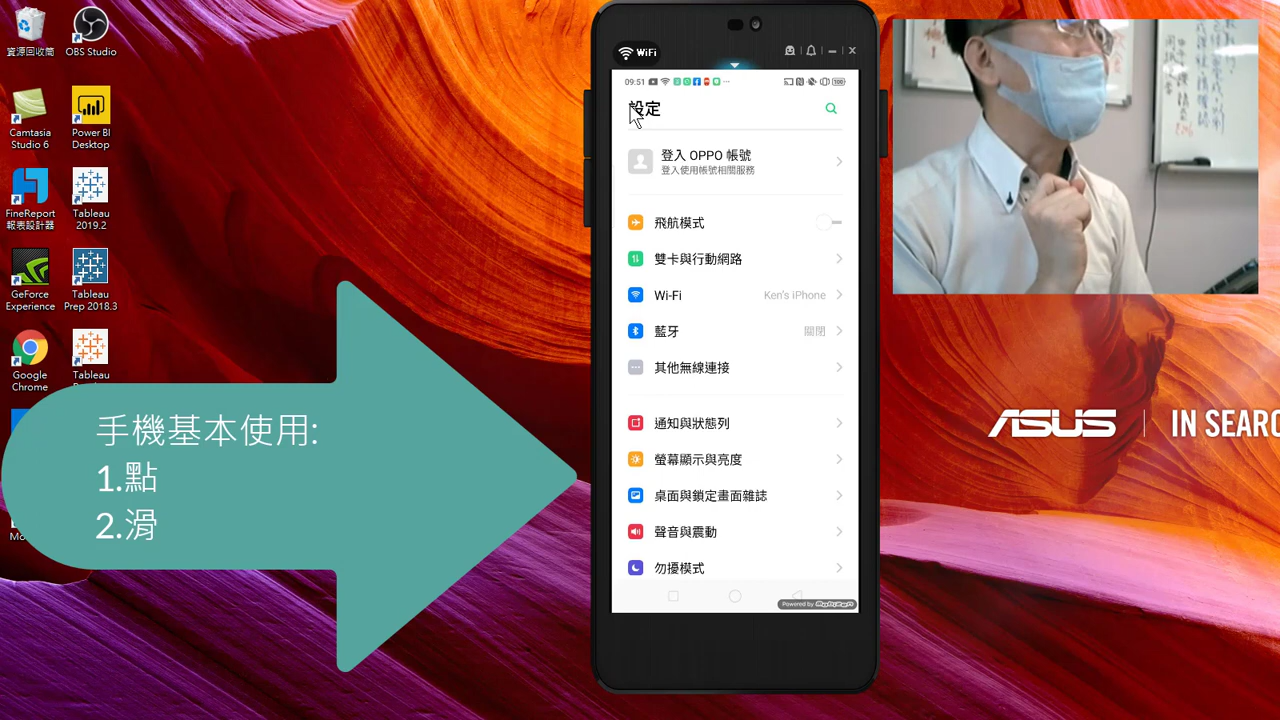 資源回收筒
OBS Studio
Camtasia
Studio 6
Power BI
Desktop
FineReport
報表設計器
Tableau
2019.2
GeForce
Experience
Tableau
Prep 2018.3
Google
Chrome
Tableau
手機基本使用:
1.點
2.滑
WiFi
09:51
100
設定
登入 OPPO 帳號
登入使用帳號相關服務
飛航模式
雙卡與行動網路
Wi-Fi
Ken's iPhone
藍牙
關閉
其他無線連接
通知與狀態列
螢幕顯示與亮度
桌面與鎖定畫面雜誌
聲音與震動
勿擾模式
Powered by
ASUS
IN SEARC